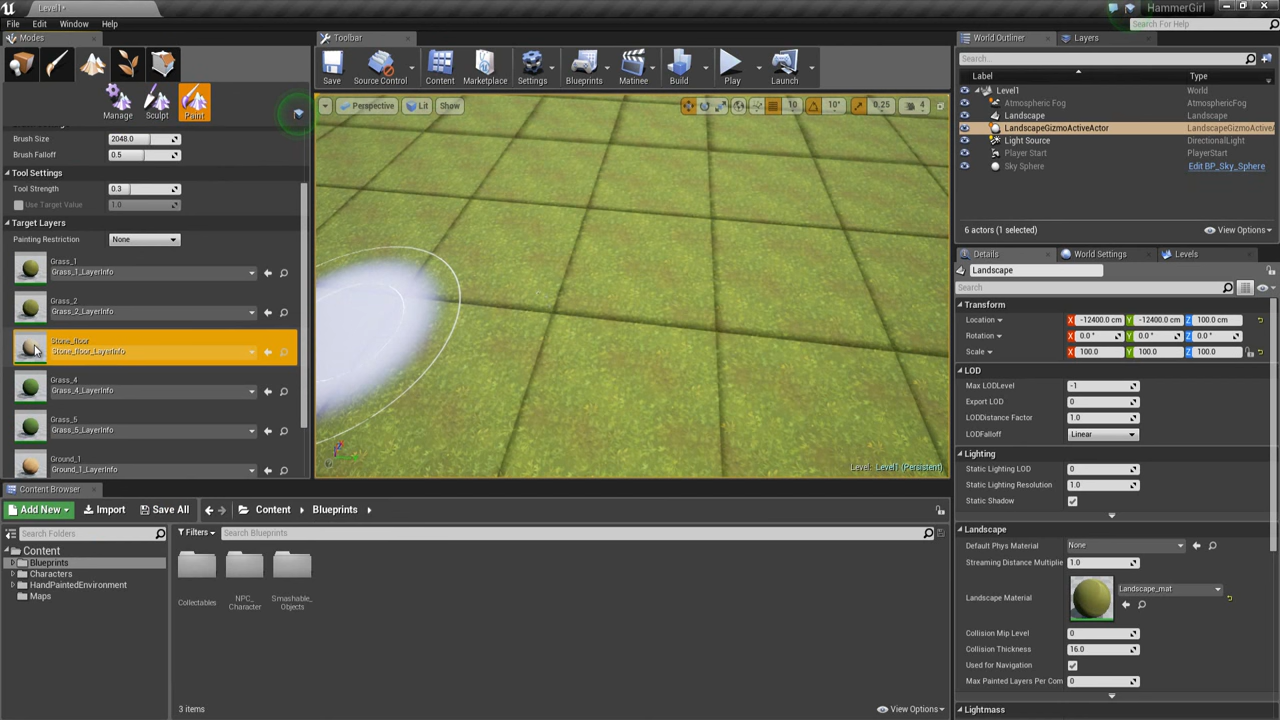 Level1*
HammerGirl
File Edit Window Help
Search For Help
Modes
Toolbar
World Outliner
Layers
Save
Source Control
Content
Marketplace
Settings
Blueprints
Matinee
Build
Play
Launch
Search...
Label
Type
Level1
World
Atmospheric Fog
AtmosphericFog
Landscape
Landscape
LandscapeGizmoActiveActor
LandscapeGizmoActiveA
Light Source
DirectionalLight
Player Start
PlayerStart
Sky Sphere
Edit BP_Sky_Sphere
6 actors (1 selected)
View Options
Manage
Sculpt
Paint
Perspective
Lit
Show
10
10°
0.25
4
Brush Size
2048.0
Brush Falloff
0.5
Tool Settings
Tool Strength
0.3
Use Target Value
1.0
Target Layers
Painting Restriction
None
Grass_1
Grass_1_LayerInfo
Grass_2
Grass_2_LayerInfo
Stone_floor
Stone_floor_LayerInfo
Grass_4
Grass_4_LayerInfo
Grass_5
Grass_5_LayerInfo
Ground_1
Ground_1_LayerInfo
Level: Level1 (Persistent)
Details
World Settings
Levels
Landscape
Search
Transform
Location
X -12400.0 cm Y -12400.0 cm Z 100.0 cm
Rotation
X 0.0 ° Y 0.0 ° Z 0.0 °
Scale
X 100.0 Y 100.0 Z 100.0
LOD
Max LODLevel
-1
Export LOD
0
LODDistance Factor
1.0
LODFalloff
Linear
Lighting
Static Lighting LOD
0
Static Lighting Resolution
1.0
Static Shadow
Landscape
Default Phys Material
None
Streaming Distance Multiplie
1.0
Landscape Material
Landscape_mat
Collision Mip Level
0
Collision Thickness
16.0
Used for Navigation
Max Painted Layers Per Com
0
Lightmass
Content Browser
Add New
Import
Save All
Content
Blueprints
Search Folders
Filters
Search Blueprints
Content
Blueprints
Characters
HandPaintedEnvironment
Maps
Collectables
NPC_
Character
Smashable_
Objects
3 items
View Options